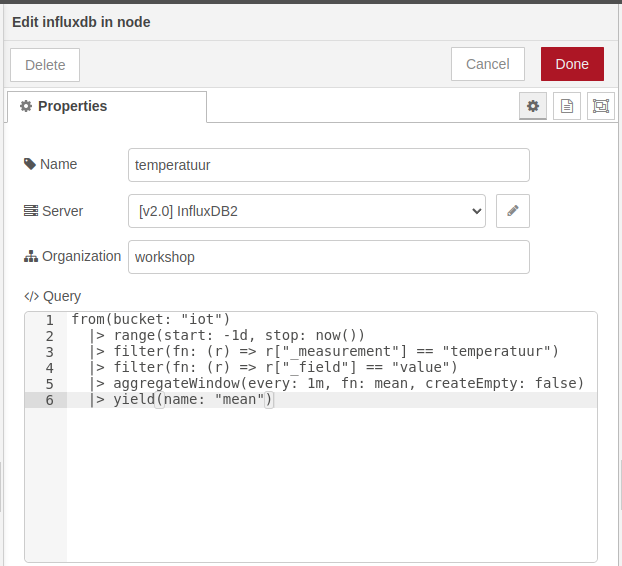 Edit influxdb in node
Delete
Cancel
Done
Properties
Name
temperatuur
Server
[v2.0] InfluxDB2
Organization
workshop
</> Query
1 from(bucket: "iot")
2   |> range(start: -1d, stop: now())
3   |> filter(fn: (r) => r["_measurement"] == "temperatuur")
4   |> filter(fn: (r) => r["_field"] == "value")
5   |> aggregateWindow(every: 1m, fn: mean, createEmpty: false)
6   |> yield(name: "mean")